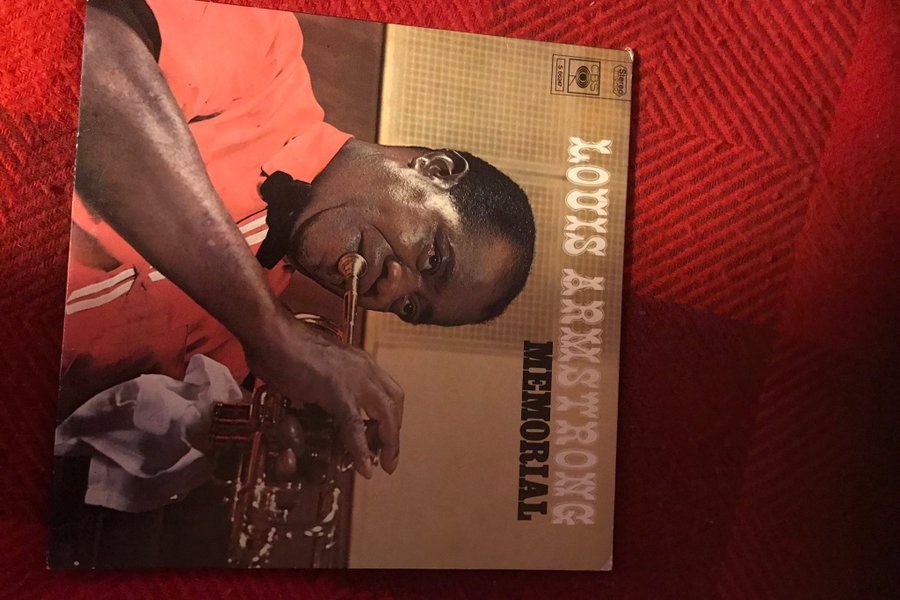 Stereo
CBS
LOUIS ARMSTRONG
MEMORIAL